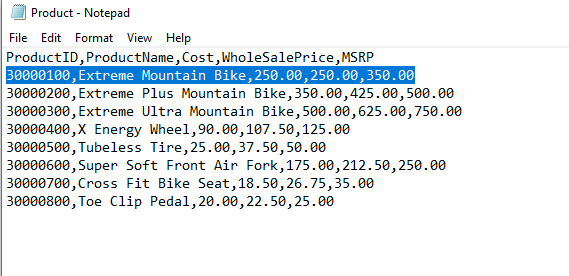 Product - Notepad
File Edit Format View Help
ProductID,ProductName,Cost,WholeSalePrice,MSRP
30000100,Extreme Mountain Bike,250.00,250.00,350.00
30000200,Extreme Plus Mountain Bike,350.00,425.00,500.00
30000300,Extreme Ultra Mountain Bike,500.00,625.00,750.00
30000400,X Energy Wheel,90.00,107.50,125.00
30000500,Tubeless Tire,25.00,37.50,50.00
30000600,Super Soft Front Air Fork,175.00,212.50,250.00
30000700,Cross Fit Bike Seat,18.50,26.75,35.00
30000800,Toe Clip Pedal,20.00,22.50,25.00